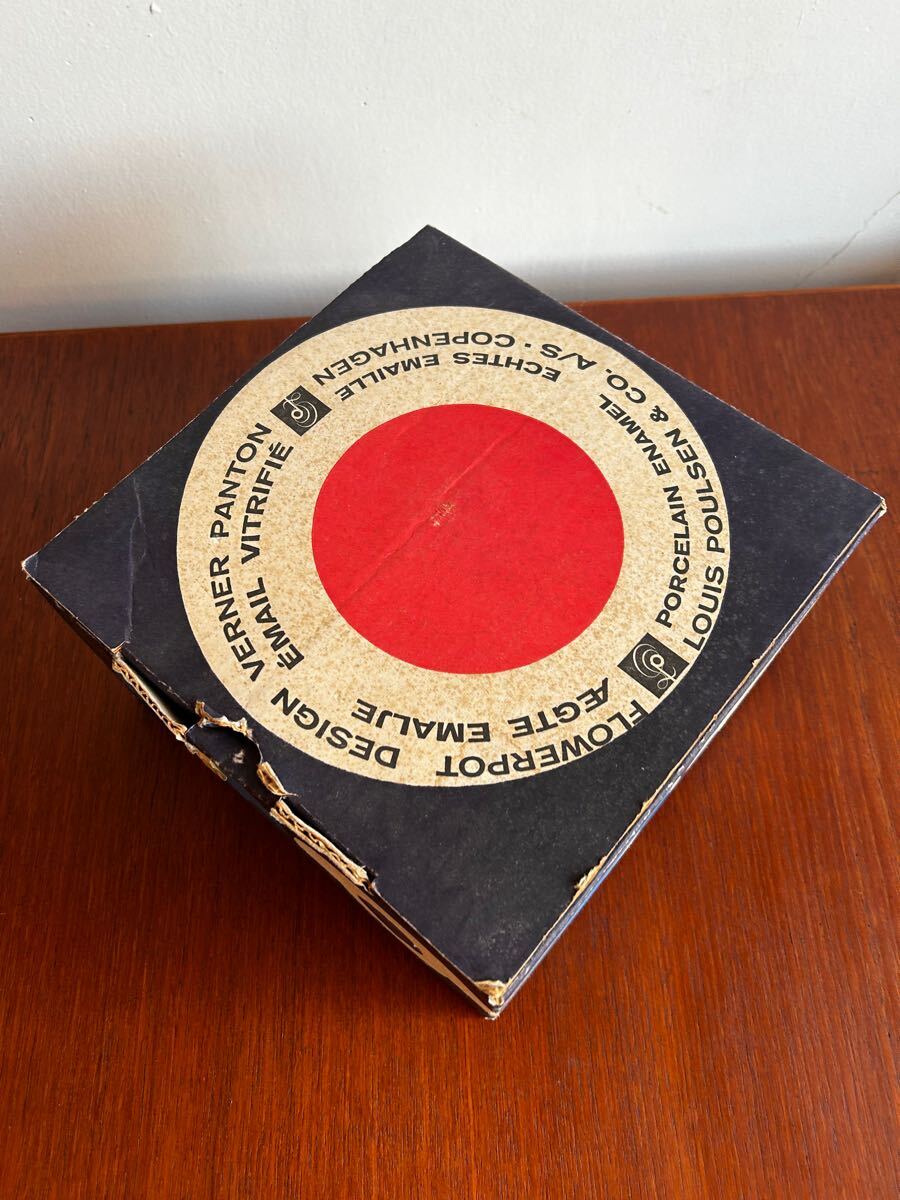 FLOWERPOT DESIGN VERNER PANTON
LOUIS POULSEN & CO. A/S · COPENHAGEN
ÆGTE EMALJE
ÉMAIL VITRIFIÉ
ECHTES EMAILLE
PORCELAIN ENAMEL